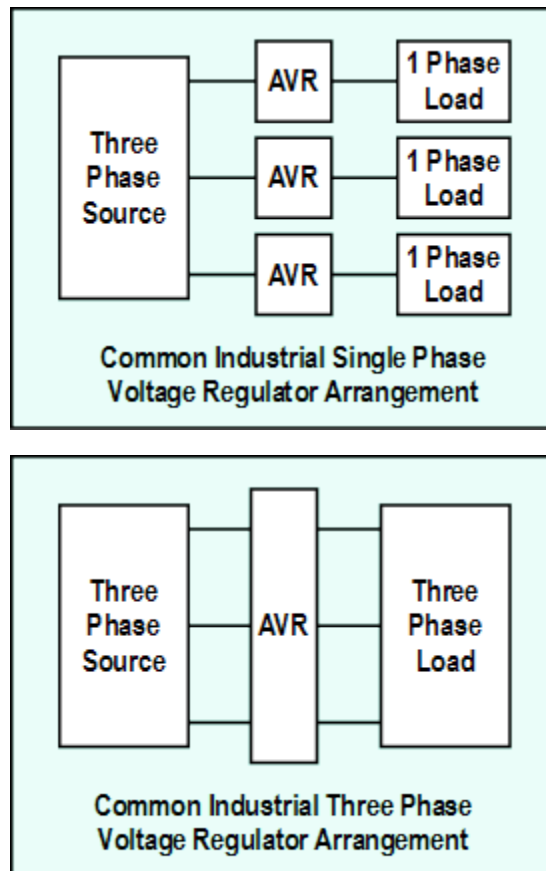 Three
Phase
Source
AVR
1 Phase
Load
AVR
1 Phase
Load
AVR
1 Phase
Load
Common Industrial Single Phase
Voltage Regulator Arrangement
Three
Phase
Source
AVR
Three
Phase
Load
Common Industrial Three Phase
Voltage Regulator Arrangement